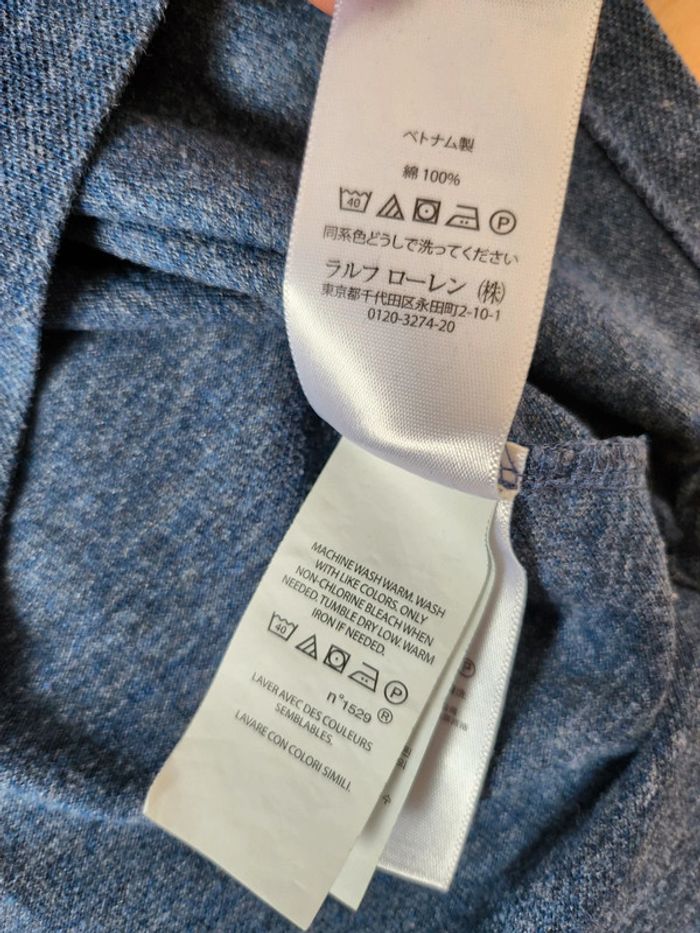 ベトナム製
綿 100%
40 P
同系色どうしで洗ってください
ラルフ ローレン (株)
東京都千代田区永田町2-10-1
0120-3274-20
MACHINE WASH WARM. WASH
WITH LIKE COLORS. ONLY
NON-CHLORINE BLEACH WHEN
NEEDED. TUMBLE DRY LOW. WARM
IRON IF NEEDED.
40 P
n°1529 ®
LAVER AVEC DES COULEURS
SEMBLABLES.
LAVARE CON COLORI SIMILI.